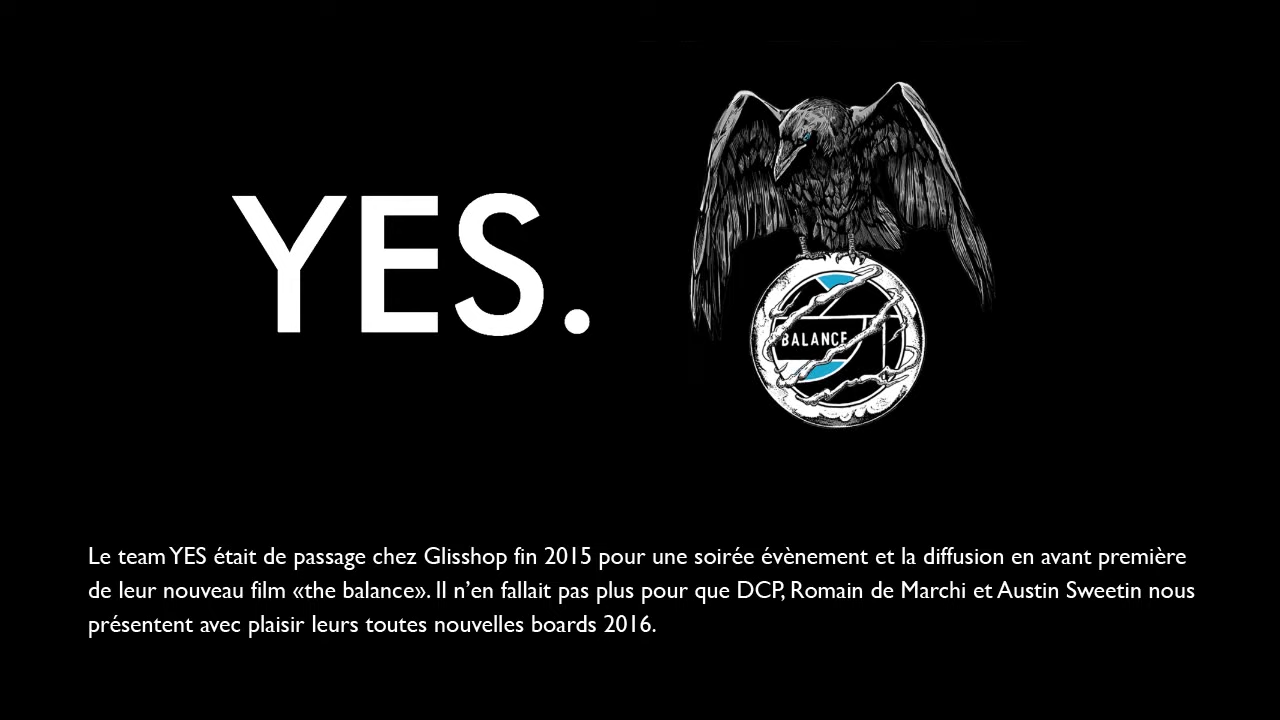 YES.
BALANCE
Le team YES était de passage chez Glisshop fin 2015 pour une soirée évènement et la diffusion en avant première
de leur nouveau film «the balance». Il n’en fallait pas plus pour que DCP, Romain de Marchi et Austin Sweetin nous
présentent avec plaisir leurs toutes nouvelles boards 2016.